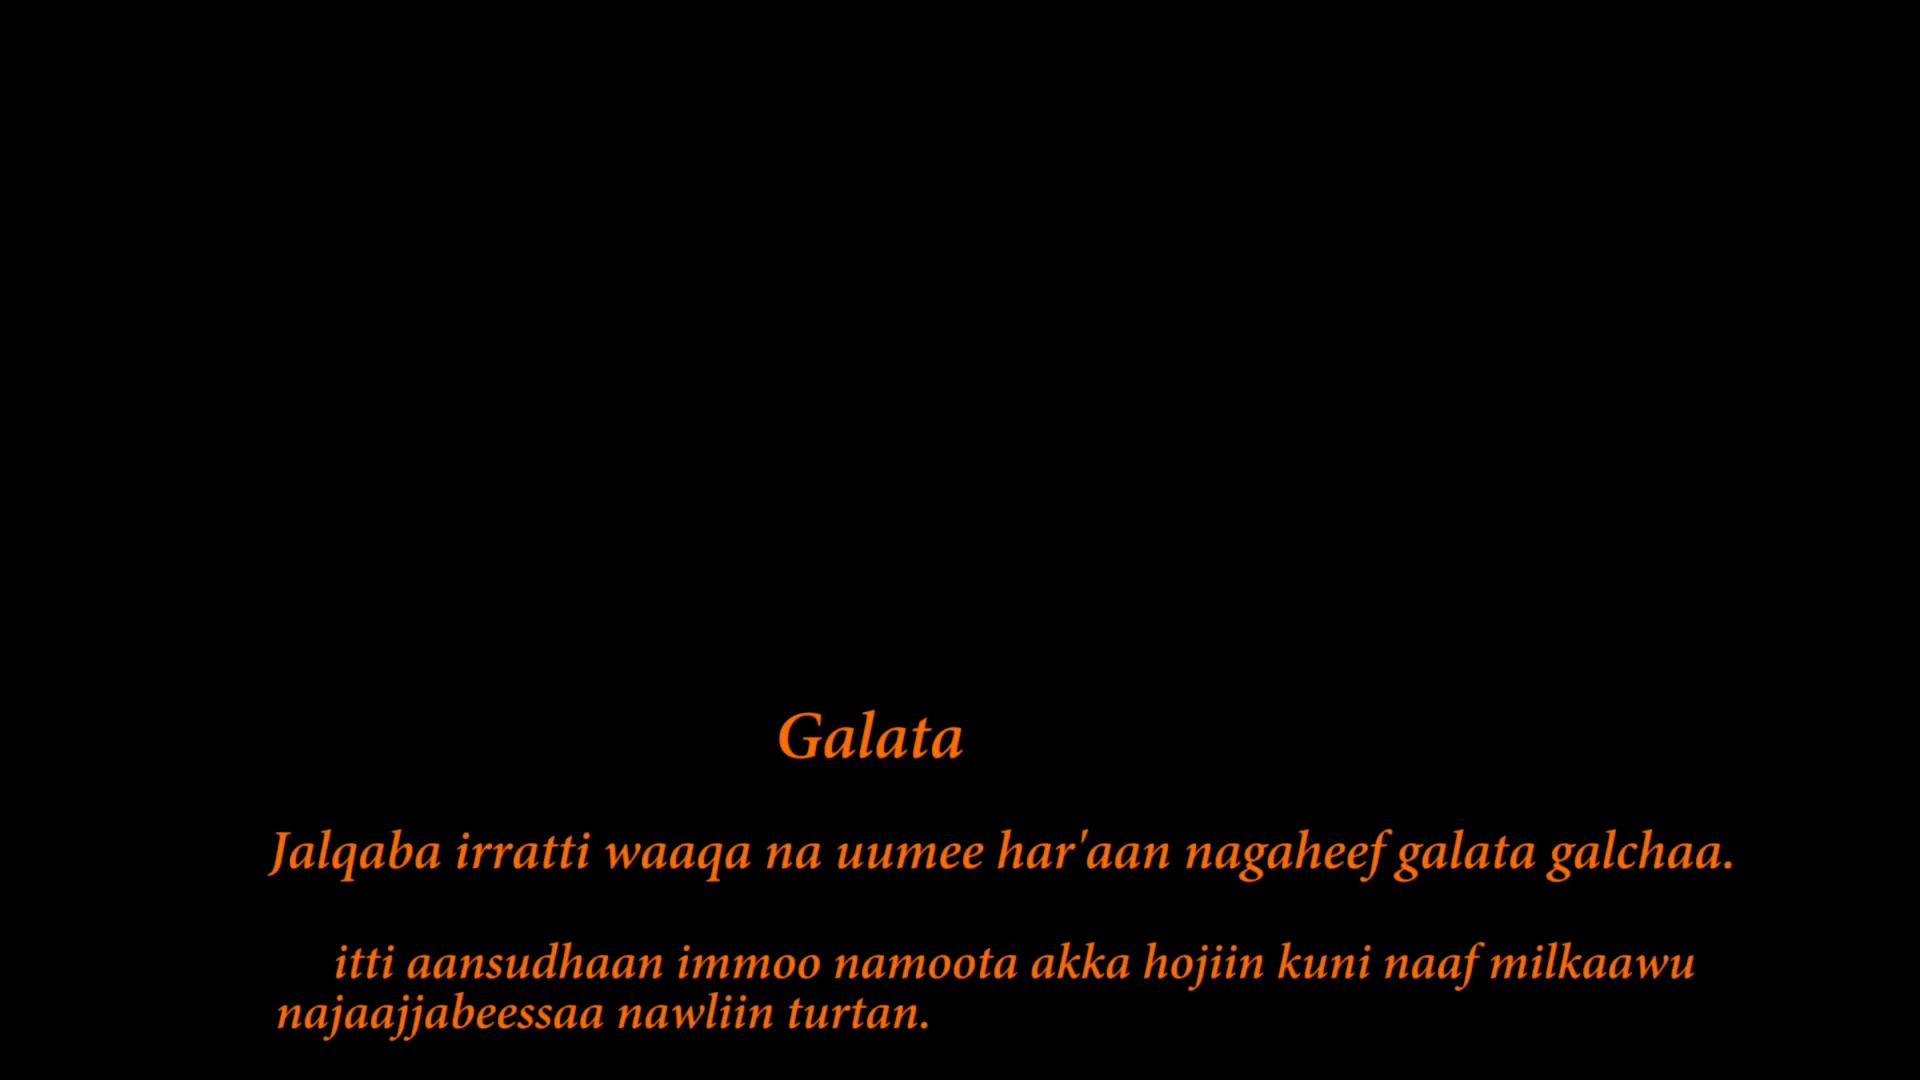 Galata
Jalqaba irratti waaqa na uumee har'aan nagaheef galata galchaa.
itti aansudhaan immoo namoota akka hojiin kuni naaf milkaawu
najaajjabeessaa nawliin turtan.